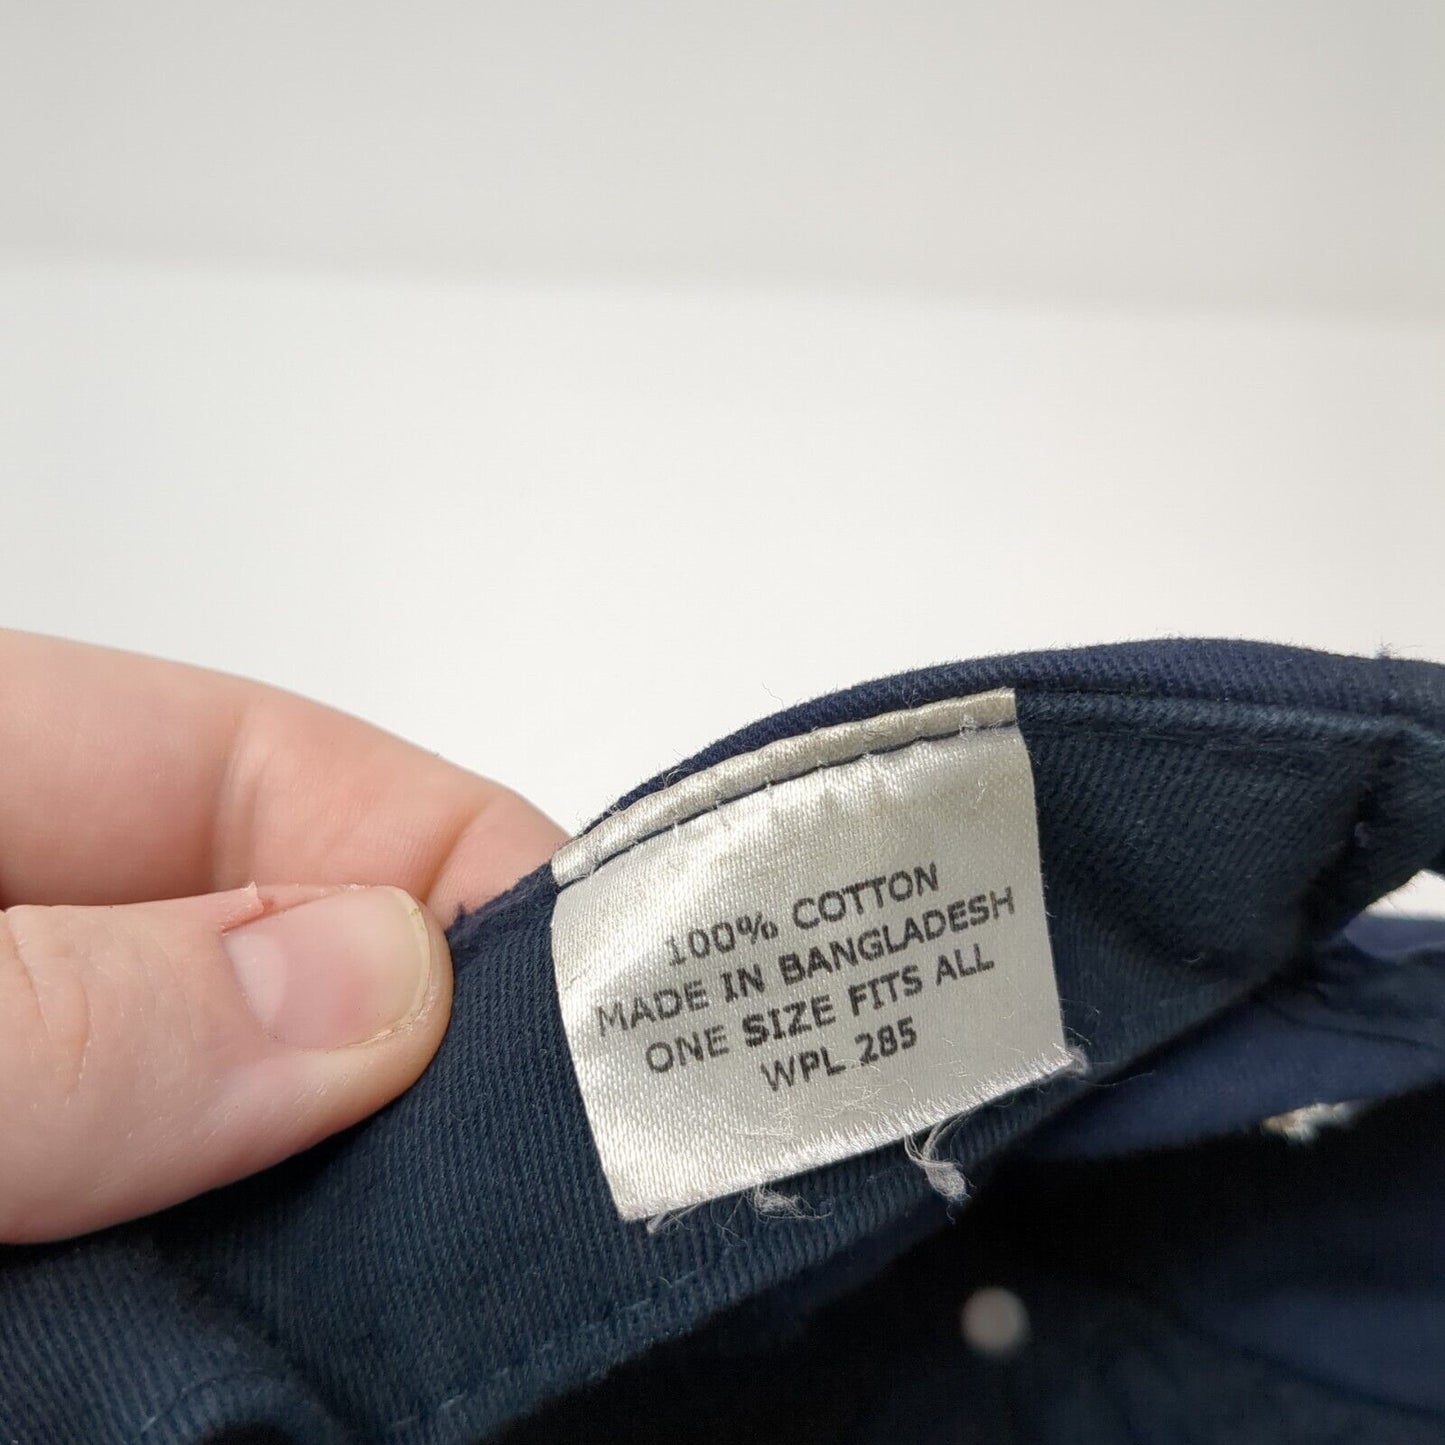 100% COTTON
MADE IN BANGLADESH
ONE SIZE FITS ALL
WPL 285